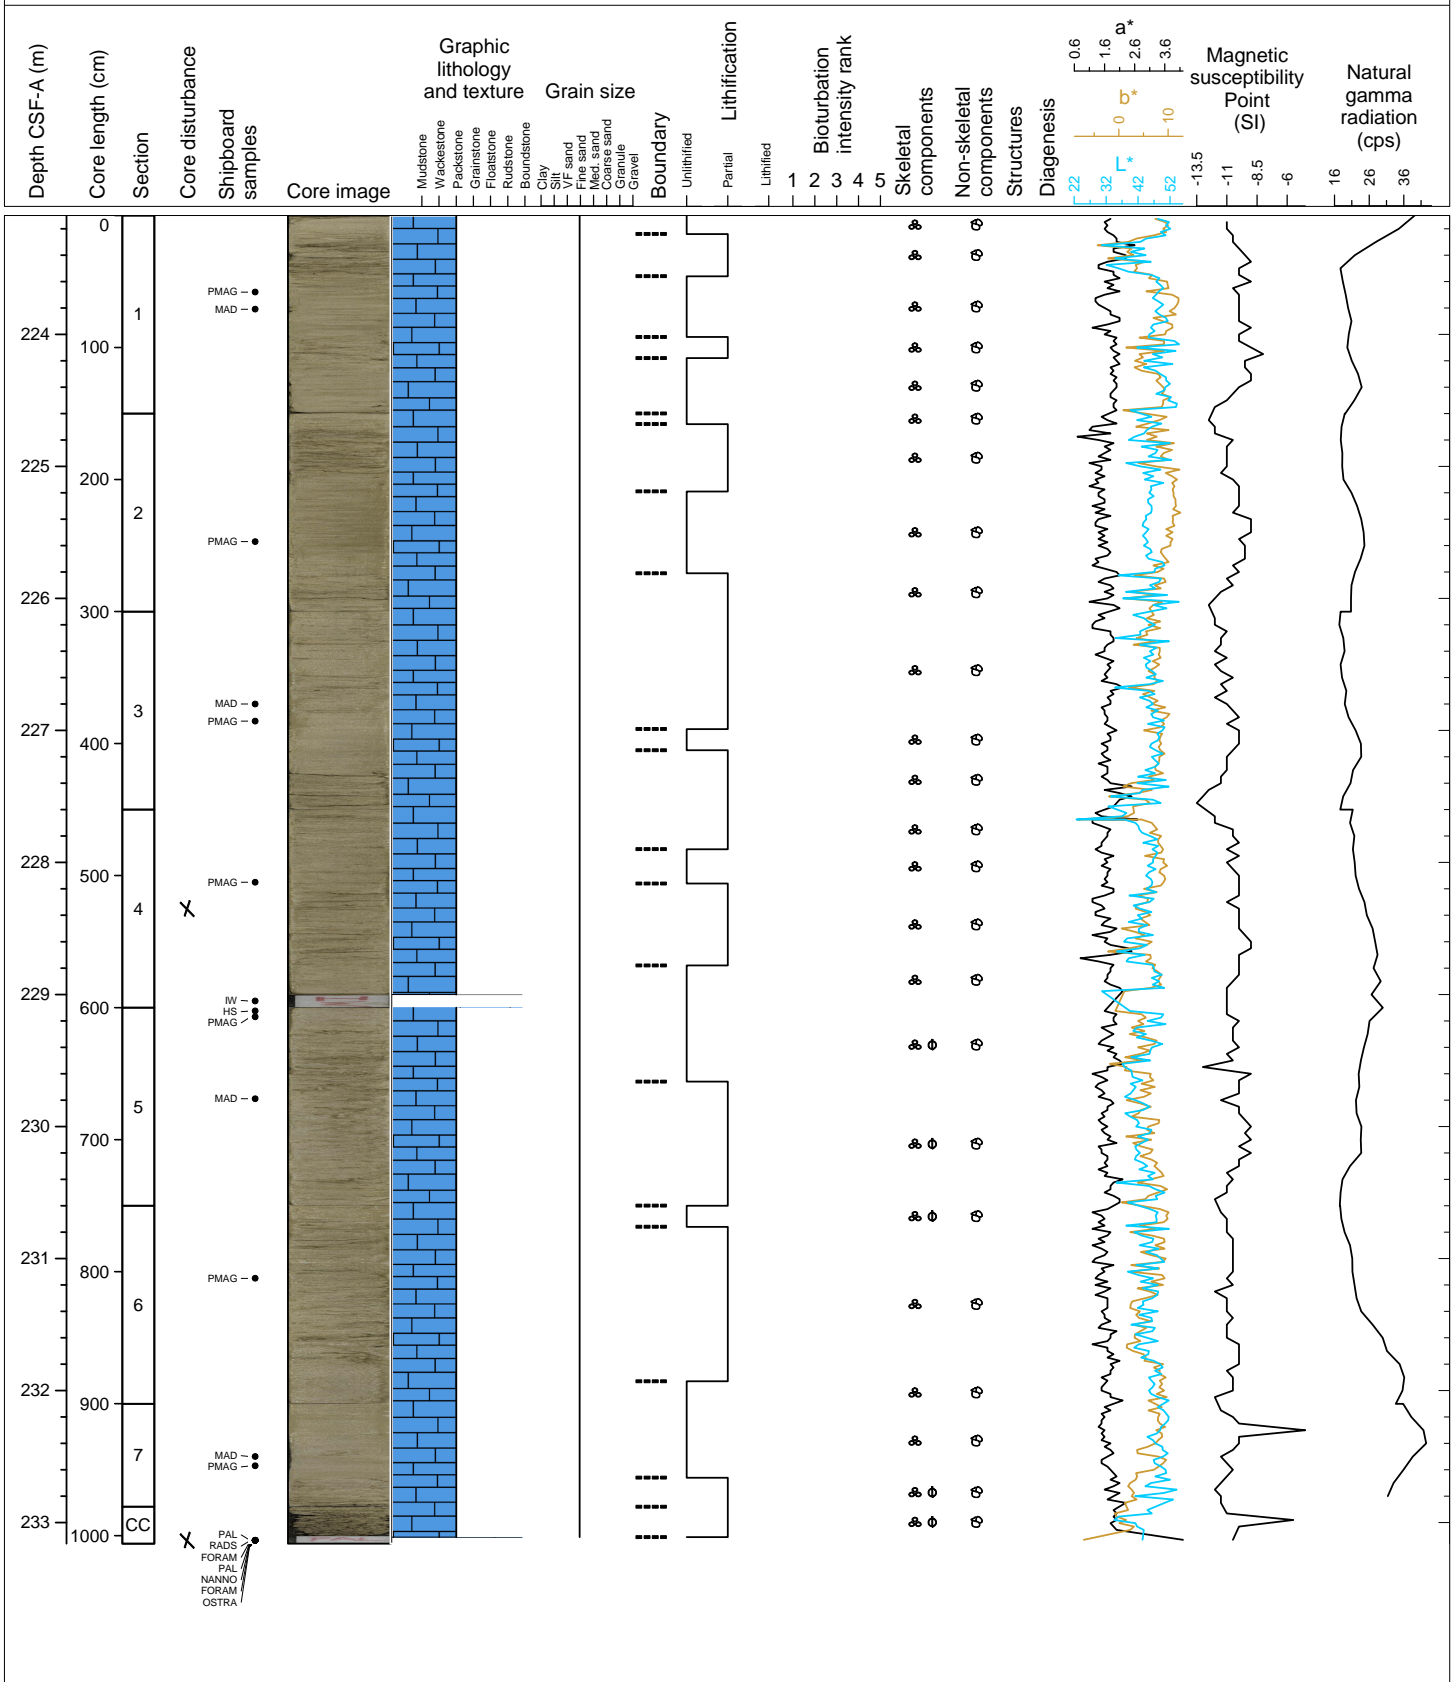 Depth CSF-A (m)
Core length (cm)
Section
Core disturbance
Shipboard
samples
Core image
Graphic
lithology
and texture
Mudstone
Wackestone
Packstone
Grainstone
Floatstone
Rudstone
Boundstone
Grain size
Clay
Silt
VF sand
Fine sand
Med. sand
Coarse sand
Granule
Gravel
Boundary
Lithification
Unlithified
Partial
Lithified
Bioturbation
intensity rank
1 2 3 4 5
Skeletal
components
Non-skeletal
components
Structures
Diagenesis
a*
0.6 1.6 2.6 3.6
b*
0 10
L*
22 32 42 52
Magnetic
susceptibility
Point
(SI)
-13.5 -11 -8.5 -6
Natural
gamma
radiation
(cps)
16 26 36
0
PMAG
MAD
1
224
100
225
200
2
PMAG
226
300
MAD
3
PMAG
227
400
228
500
PMAG
4
229
IW
600
HS
PMAG
MAD
5
230
700
231
800
PMAG
6
232
900
MAD
7
PMAG
233
CC
1000
PAL
RADS
FORAM
PAL
NANNO
FORAM
OSTRA